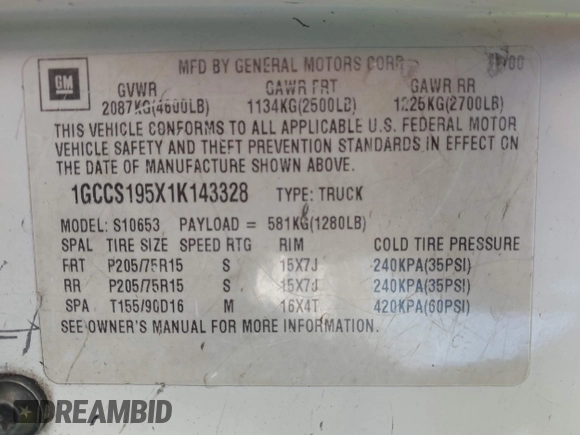 GM
MFD BY GENERAL MOTORS CORP /00
GVWR GAWR FRT GAWR RR
2087KG(4600LB) 1134KG(2500LB) 1225KG(2700LB)
THIS VEHICLE CONFORMS TO ALL APPLICABLE U.S. FEDERAL MOTOR
VEHICLE SAFETY AND THEFT PREVENTION STANDARDS IN EFFECT ON
THE DATE OF MANUFACTURE SHOWN ABOVE.
1GCCS195X1K143328 TYPE: TRUCK
MODEL: S10653 PAYLOAD = 581KG(1280LB)
SPAL TIRE SIZE SPEED RTG RIM COLD TIRE PRESSURE
FRT P205/75R15 S 15X7J 240KPA(35PSI)
RR P205/75R15 S 15X7J 240KPA(35PSI)
SPA T155/90D16 M 16X4T 420KPA(60PSI)
SEE OWNER'S MANUAL FOR MORE INFORMATION.
DREAMBID